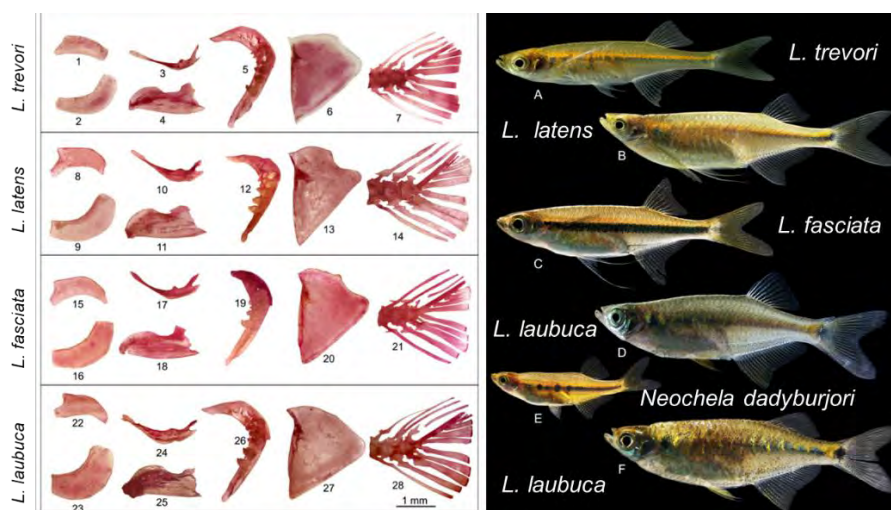 L. trevori
1
3
5
6
7
2
4
L. latens
8
10
12
13
14
9
11
L. fasciata
15
17
19
20
21
16
18
L. laubuca
22
24
26
27
28
23
25
1 mm
A
L. trevori
L. latens
B
C
L. fasciata
L. laubuca
D
E
Neochela dadyburjori
L. laubuca
F